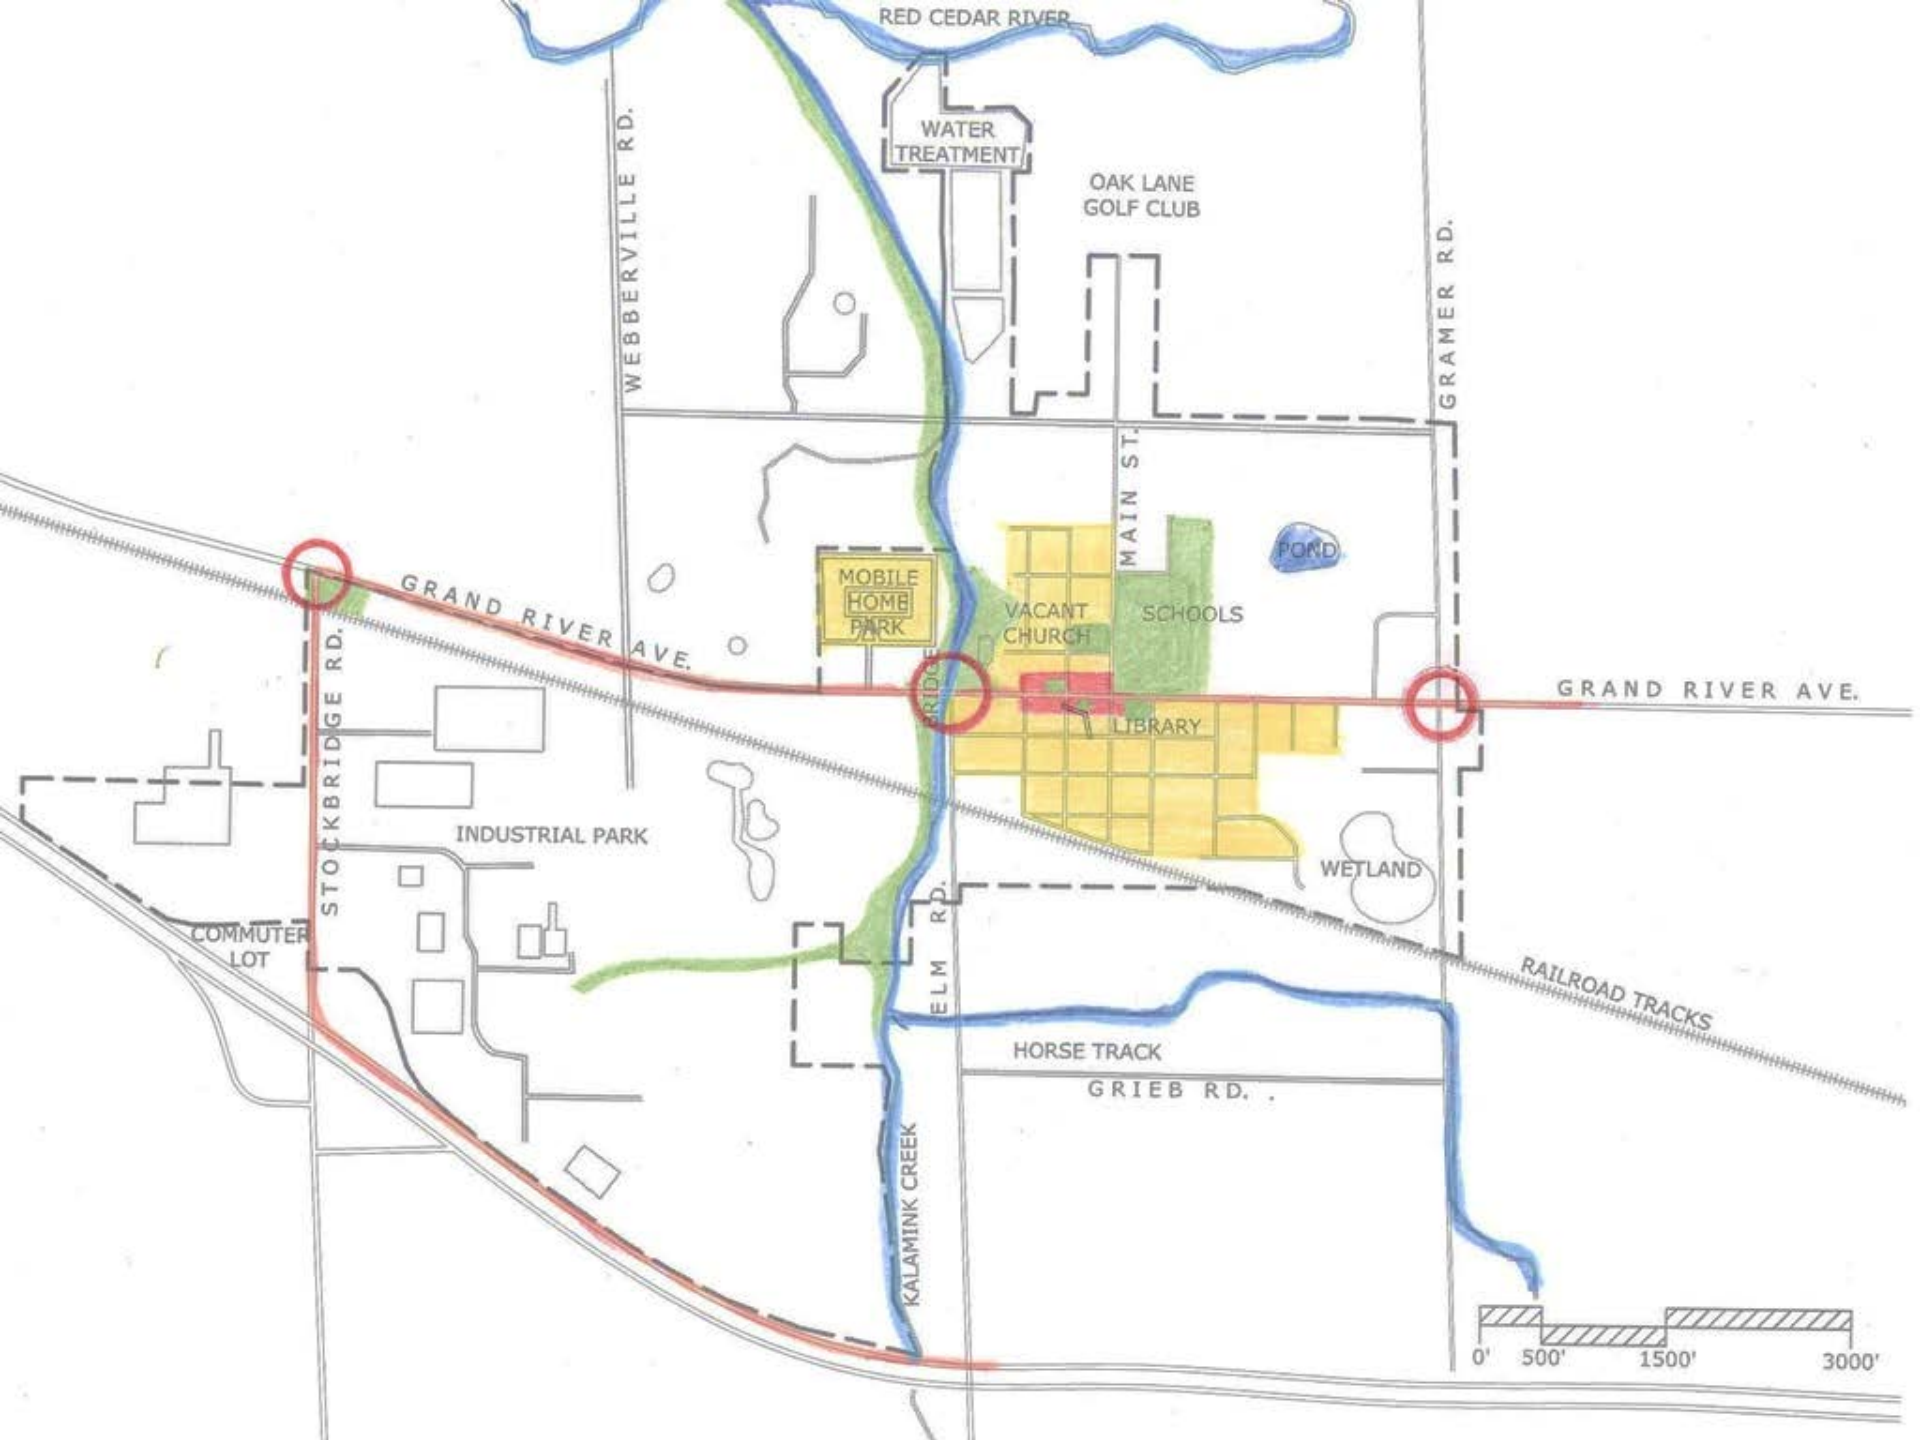 RED CEDAR RIVER
WEBBERVILLE RD.
WATER
TREATMENT
OAK LANE
GOLF CLUB
GRAMER RD.
MAIN ST.
POND
GRAND RIVER AVE.
MOBILE
HOME
PARK
VACANT
CHURCH
SCHOOLS
BRIDGE
GRAND RIVER AVE.
LIBRARY
STOCKBRIDGE RD.
INDUSTRIAL PARK
WETLAND
COMMUTER
LOT
ELM RD.
RAILROAD TRACKS
HORSE TRACK
GRIEB RD.
KALAMINK CREEK
0' 500' 1500' 3000'